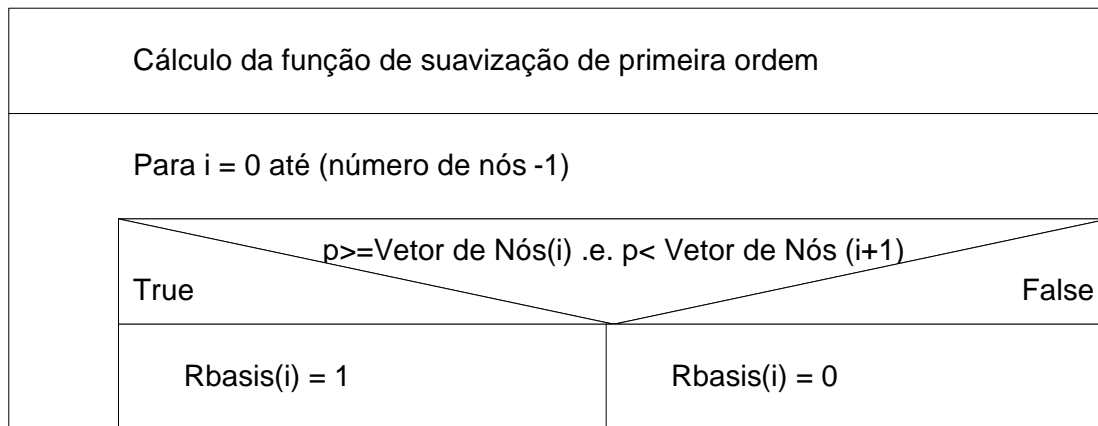 Cálculo da função de suavização de primeira ordem
Para i = 0 até (número de nós -1)
p>=Vetor de Nós(i) .e. p< Vetor de Nós (i+1)
True
False
Rbasis(i) = 1
Rbasis(i) = 0